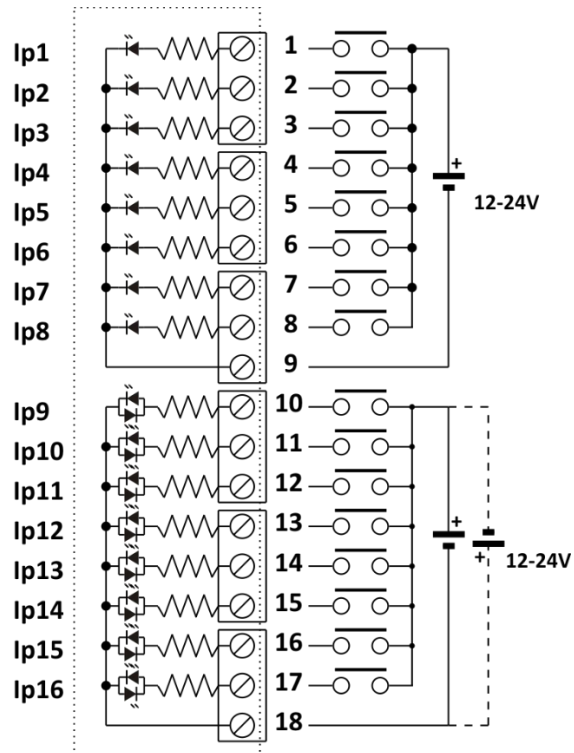 Ip1 1
Ip2 2
Ip3 3
Ip4 4 +
Ip5 5 12-24V
Ip6 6
Ip7 7
Ip8 8
9
Ip9 10
Ip10 11
Ip11 12
Ip12 13 +
Ip13 14 + 12-24V
Ip14 15
Ip15 16
Ip16 17
18